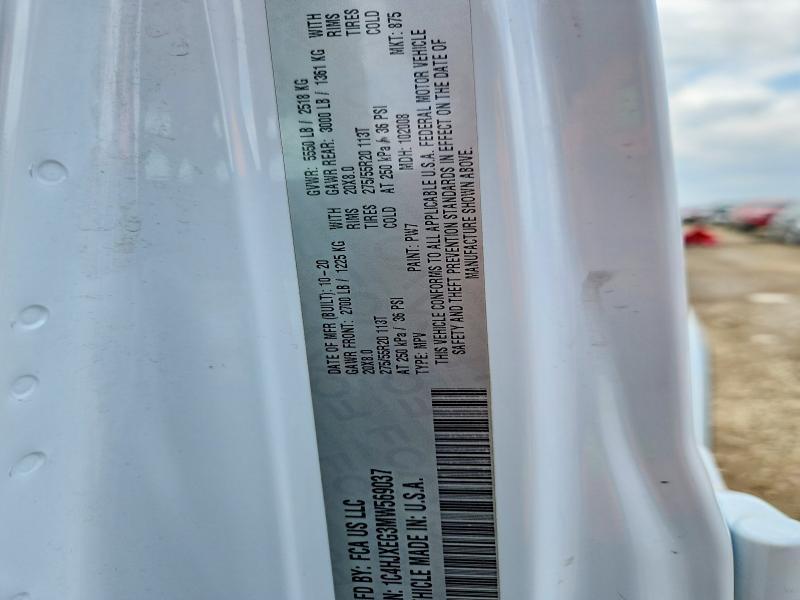 FD BY: FCA US LLC
N: 1C4HJXEG3MW569037
EHICLE MADE IN: U.S.A.
DATE OF MFR (BUILT): 10-20 GVWR: 5550 LB / 2518 KG
GAWR FRONT: 2700 LB / 1225 KG WITH GAWR REAR: 3000 LB / 1361 KG WITH
20X8.0 RIMS 20X8.0 RIMS
275/55R20 113T TIRES 275/55R20 113T TIRES
AT 250 kPa / 36 PSI COLD AT 250 kPa / 36 PSI COLD
TYPE: MPV PAINT: PW7 MDH: 102008 MKT: 875
THIS VEHICLE CONFORMS TO ALL APPLICABLE U.S.A. FEDERAL MOTOR VEHICLE
SAFETY AND THEFT PREVENTION STANDARDS IN EFFECT ON THE DATE OF
MANUFACTURE SHOWN ABOVE.